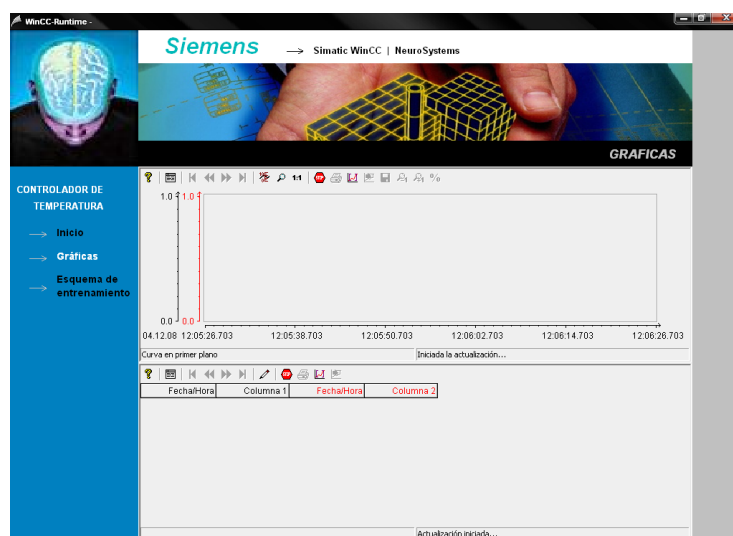 WinCC-Runtime -
Siemens → Simatic WinCC | NeuroSystems
GRAFICAS
CONTROLADOR DE
TEMPERATURA
Inicio
Gráficas
Esquema de
entrenamiento
1:1 STOP %
1.0 1.0
0.0 0.0
04.12.08 12:05:26.703 12:05:38.703 12:05:50.703 12:06:02.703 12:06:14.703 12:06:26.703
Curva en primer plano Iniciada la actualización...
STOP
Fecha/Hora Columna 1 Fecha/Hora Columna 2
Actualización iniciada...